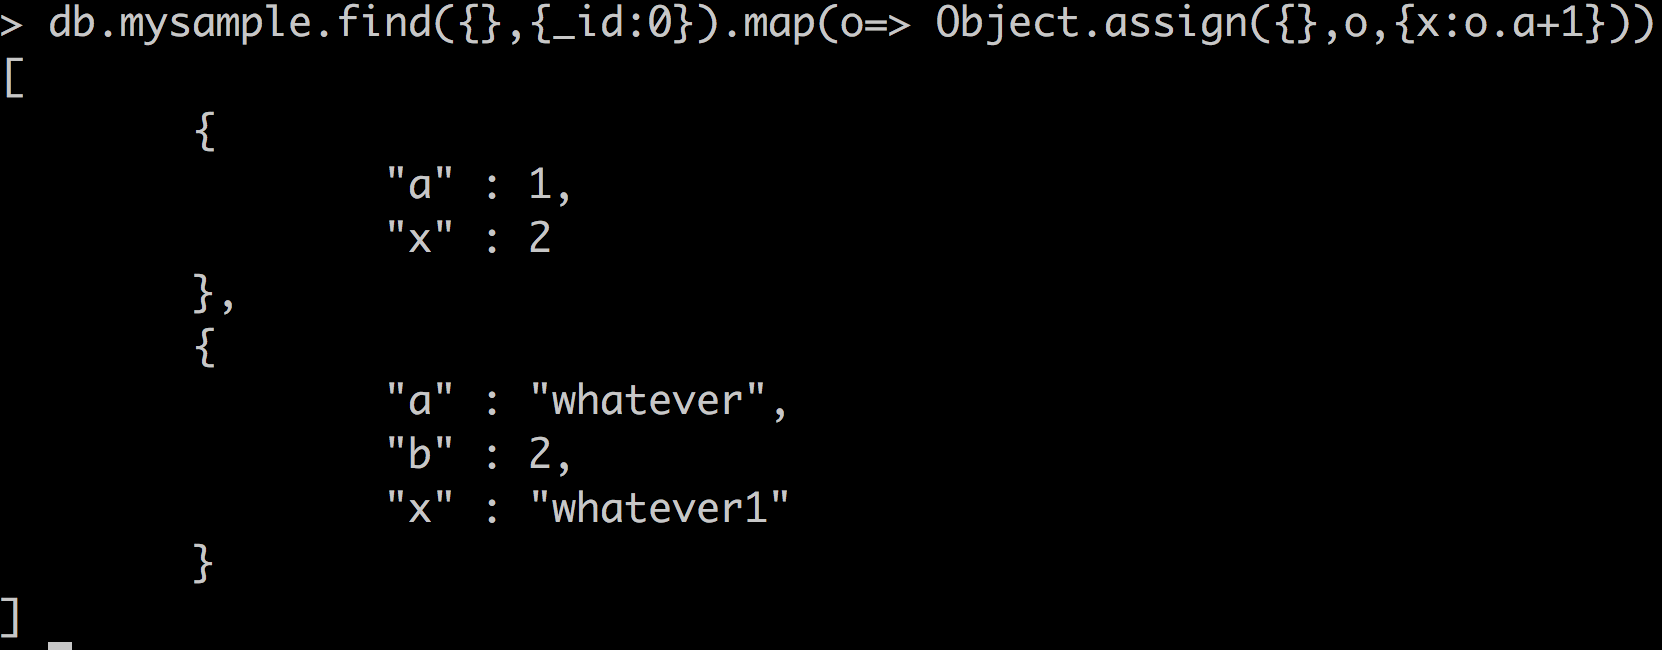 > db.mysample.find({},{_id:0}).map(o=> Object.assign({},o,{x:o.a+1}))
[
        {
                "a" : 1,
                "x" : 2
        },
        {
                "a" : "whatever",
                "b" : 2,
                "x" : "whatever1"
        }
]